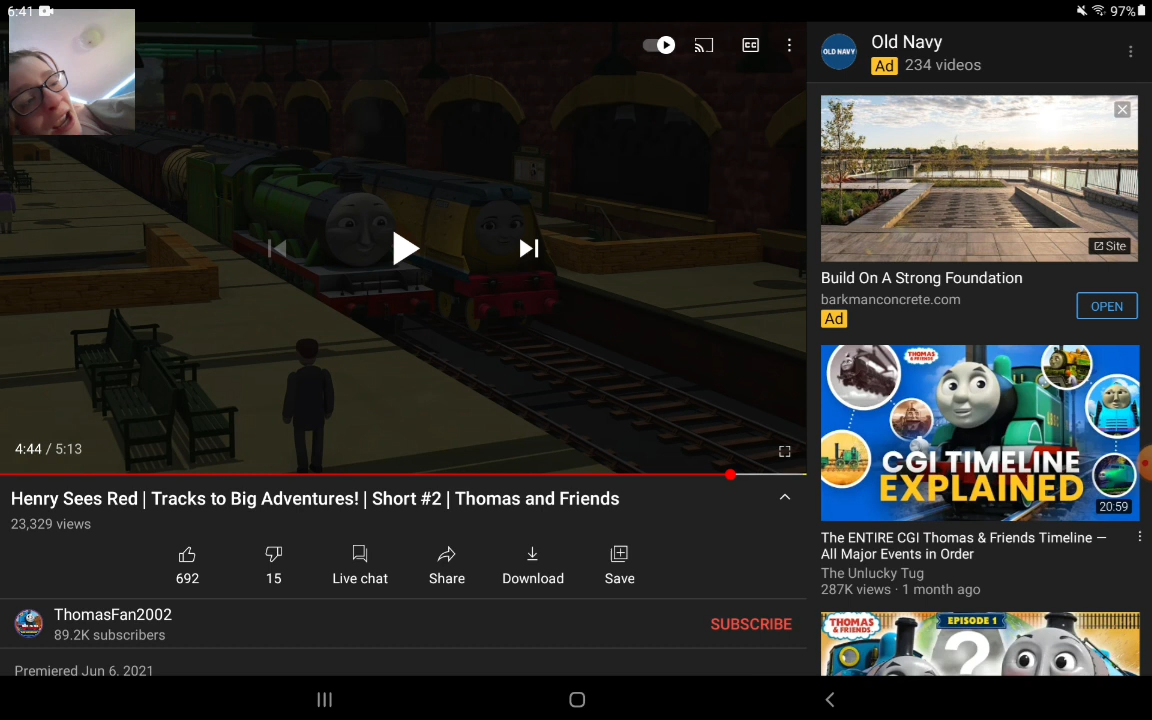 6:41
97%
CC
4:44 / 5:13
Henry Sees Red | Tracks to Big Adventures! | Short #2 | Thomas and Friends
23,329 views
692
15
Live chat
Share
Download
Save
ThomasFan2002
89.2K subscribers
SUBSCRIBE
Premiered Jun 6, 2021
OLD NAVY
Old Navy
Ad 234 videos
Site
Build On A Strong Foundation
barkmanconcrete.com
Ad
OPEN
THOMAS
& FRIENDS
CGI TIMELINE
EXPLAINED
20:59
The ENTIRE CGI Thomas & Friends Timeline —
All Major Events in Order
The Unlucky Tug
287K views · 1 month ago
THOMAS
& FRIENDS
EPISODE 1
?